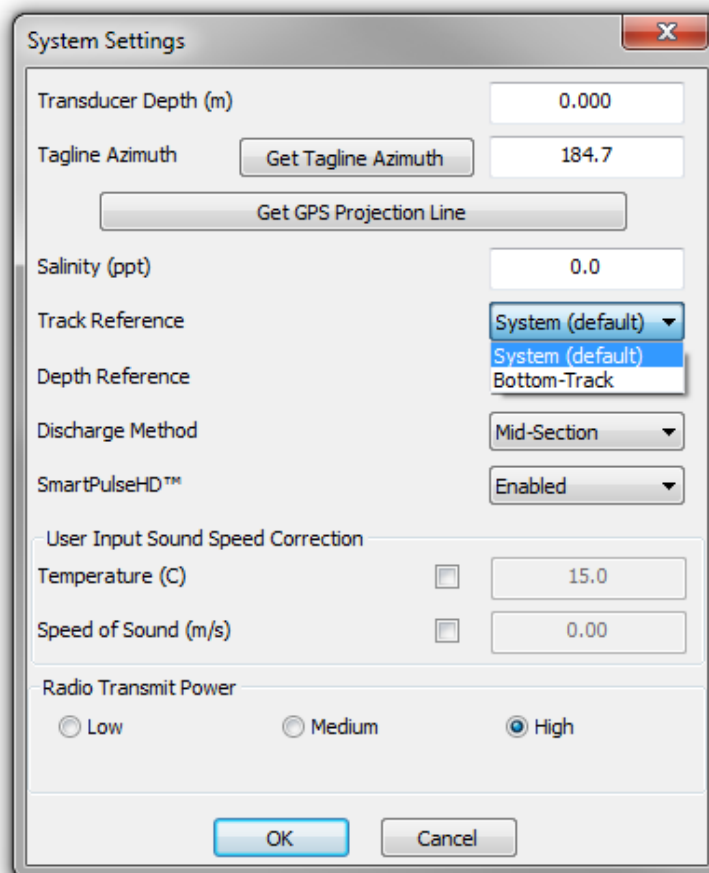 System Settings
Transducer Depth (m) 0.000
Tagline Azimuth Get Tagline Azimuth 184.7
Get GPS Projection Line
Salinity (ppt) 0.0
Track Reference System (default)
System (default)
Depth Reference Bottom-Track
Discharge Method Mid-Section
SmartPulseHD™ Enabled
User Input Sound Speed Correction
Temperature (C) 15.0
Speed of Sound (m/s) 0.00
Radio Transmit Power
Low Medium High
OK Cancel